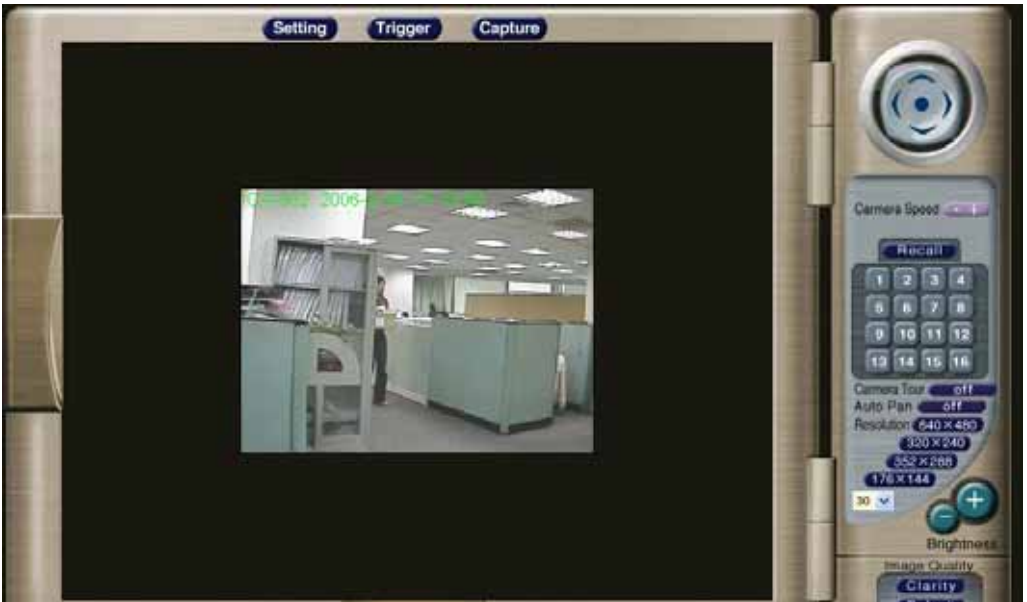 Setting Trigger Capture
2006-
Camera Speed - +
Recall
1 2 3 4
5 6 7 8
9 10 11 12
13 14 15 16
Camera Tour off
Auto Pan off
Resolution 640×480
320×240
352×288
176×144
30
Brightness
Image Quality
Clarity